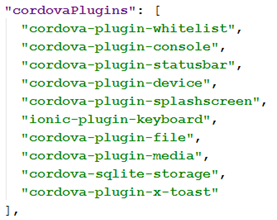 "cordovaPlugins": [
"cordova-plugin-whitelist",
"cordova-plugin-console",
"cordova-plugin-statusbar",
"cordova-plugin-device",
"cordova-plugin-splashscreen",
"ionic-plugin-keyboard",
"cordova-plugin-file",
"cordova-plugin-media",
"cordova-sqlite-storage",
"cordova-plugin-x-toast"
],